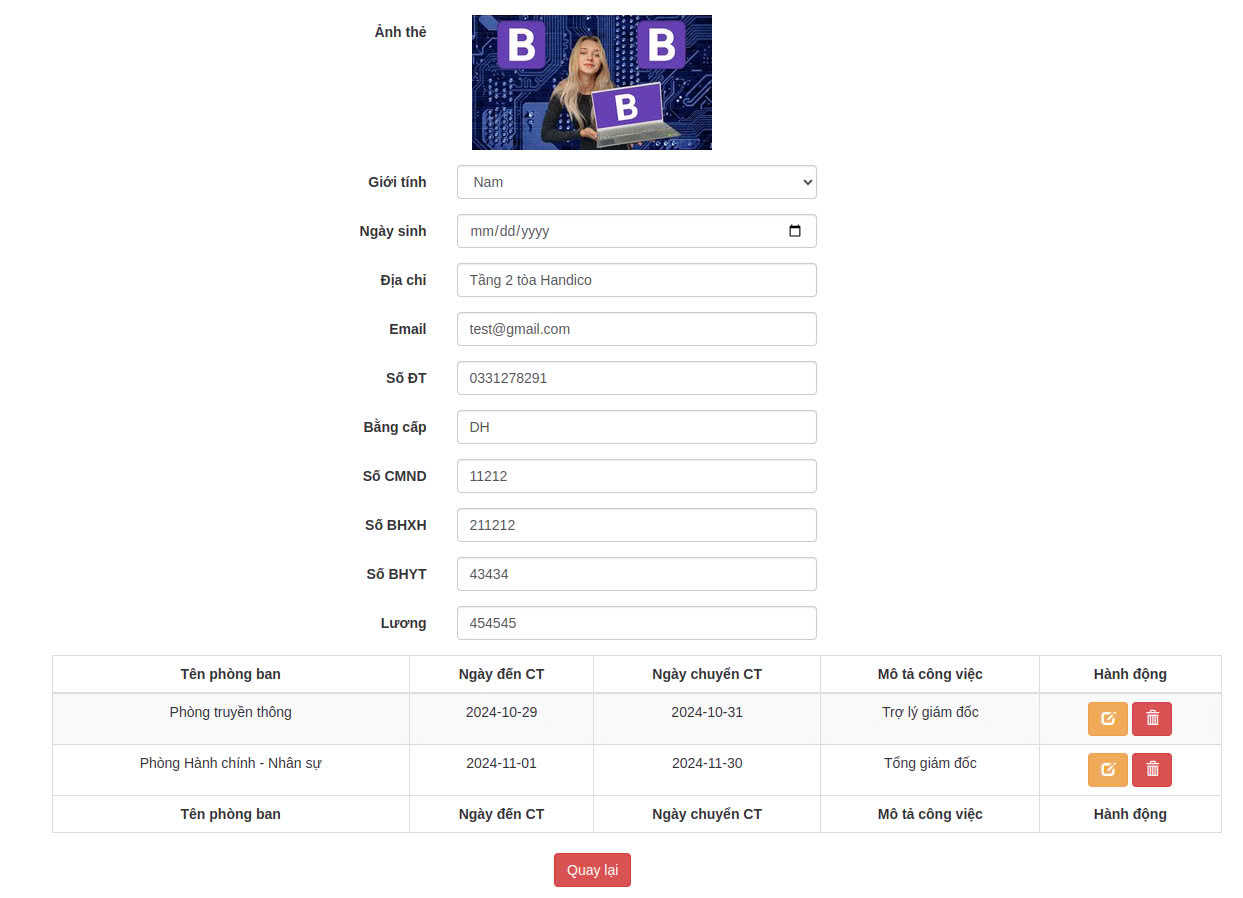 Ảnh thẻ
B B
B
Giới tính Nam
Ngày sinh mm/dd/yyyy
Địa chỉ Tầng 2 tòa Handico
Email test@gmail.com
Số ĐT 0331278291
Bằng cấp DH
Số CMND 11212
Số BHXH 211212
Số BHYT 43434
Lương 454545
Tên phòng ban Ngày đến CT Ngày chuyển CT Mô tả công việc Hành động
Phòng truyền thông 2024-10-29 2024-10-31 Trợ lý giám đốc
Phòng Hành chính - Nhân sự 2024-11-01 2024-11-30 Tổng giám đốc
Tên phòng ban Ngày đến CT Ngày chuyển CT Mô tả công việc Hành động
Quay lại